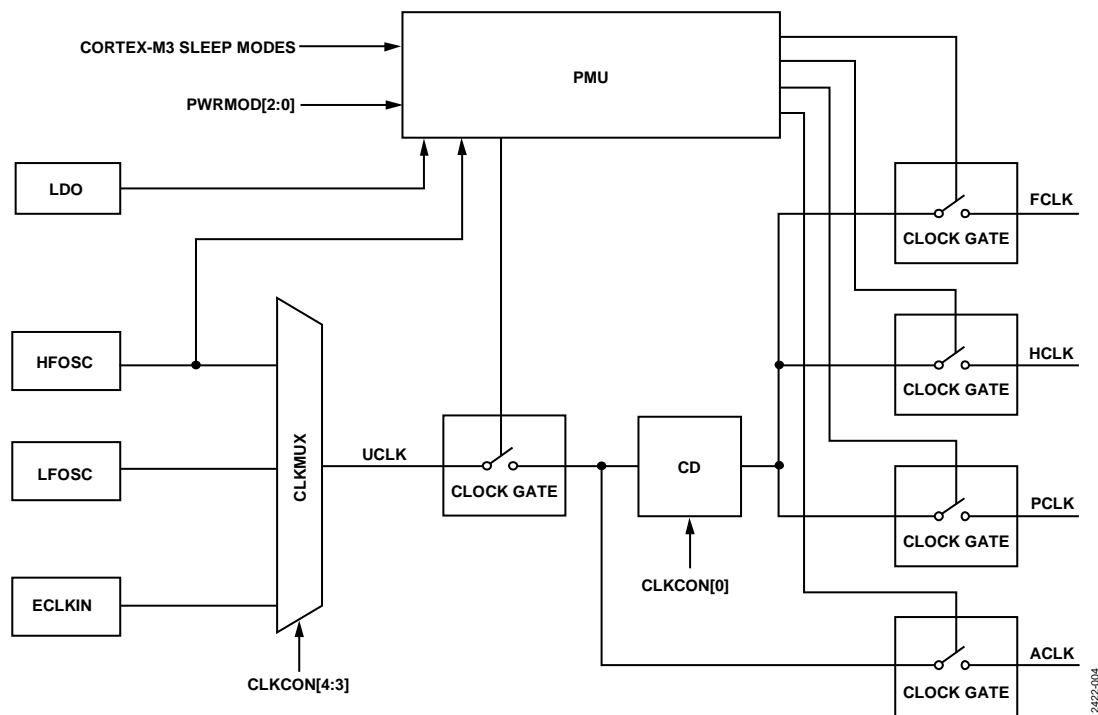 CORTEX-M3 SLEEP MODES
PMU
PWRMOD[2:0]
LDO
FCLK
CLOCK GATE
HFOSC
HCLK
CLOCK GATE
CLKMUX
UCLK
LFOSC
CLOCK GATE
CD
PCLK
CLOCK GATE
CLKCON[0]
ECLKIN
ACLK
CLKCON[4:3]
CLOCK GATE
2422-004